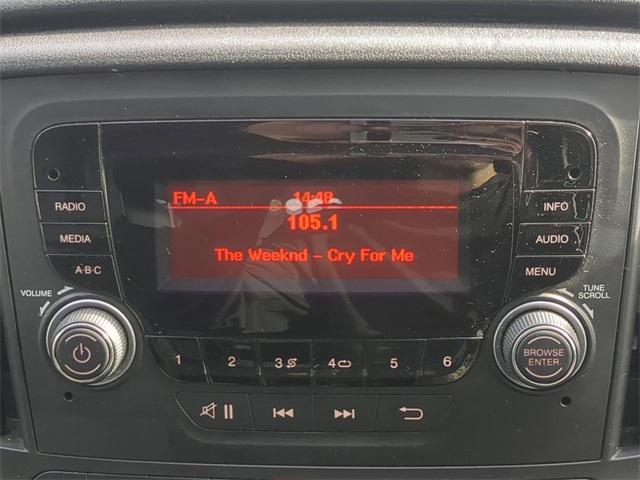 FM-A 14:48
105.1
The Weeknd - Cry For Me
RADIO
MEDIA
A·B·C
INFO
AUDIO
MENU
VOLUME
TUNE
SCROLL
BROWSE
ENTER
1 2 3 4 5 6